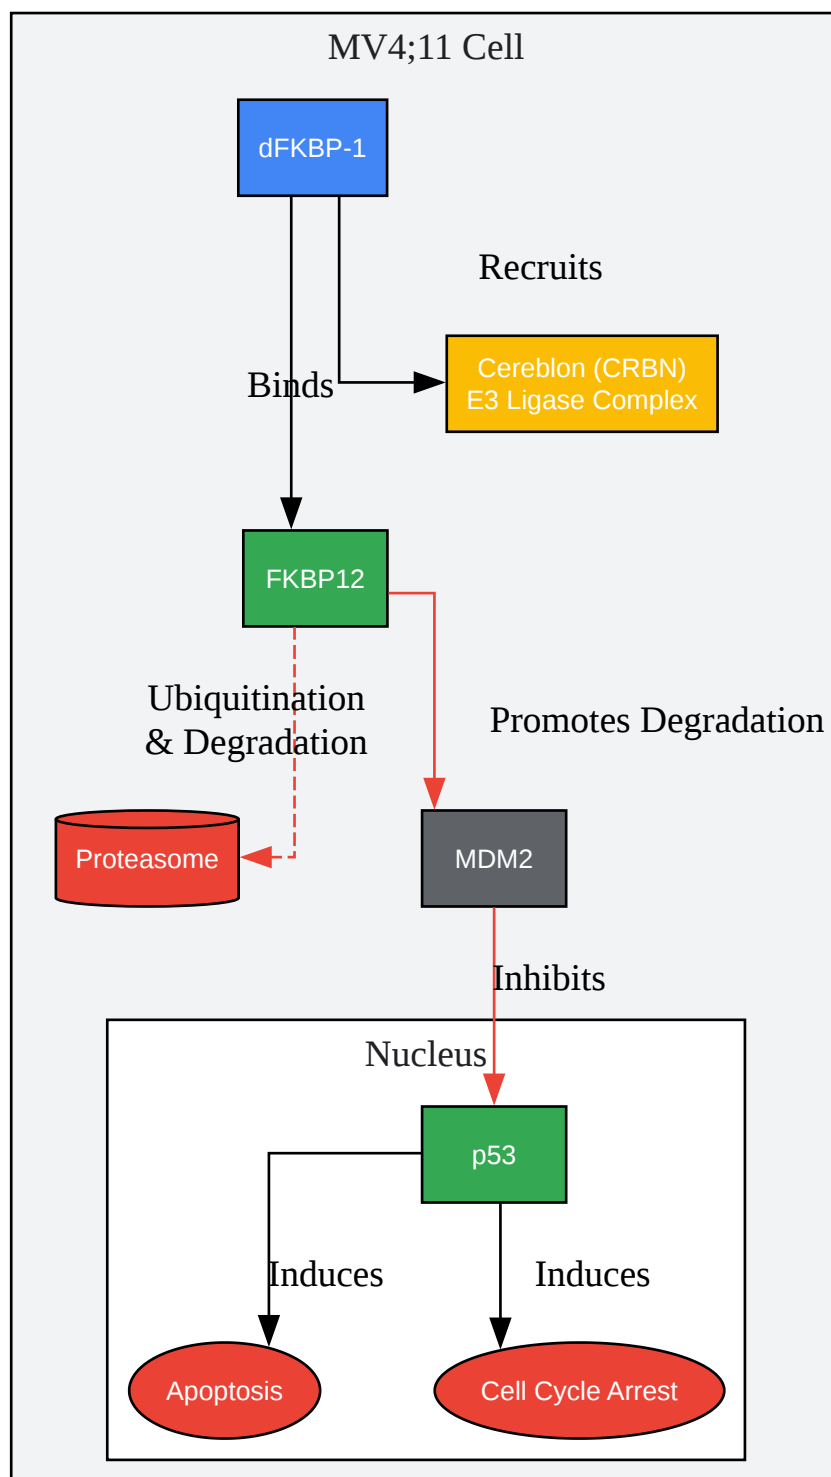 MV4;11 Cell
dFKBP-1
Recruits
Cereblon (CRBN)
E3 Ligase Complex
Binds
FKBP12
Ubiquitination
& Degradation
Promotes Degradation
Proteasome
MDM2
Inhibits
Nucleus
p53
Induces
Induces
Apoptosis
Cell Cycle Arrest